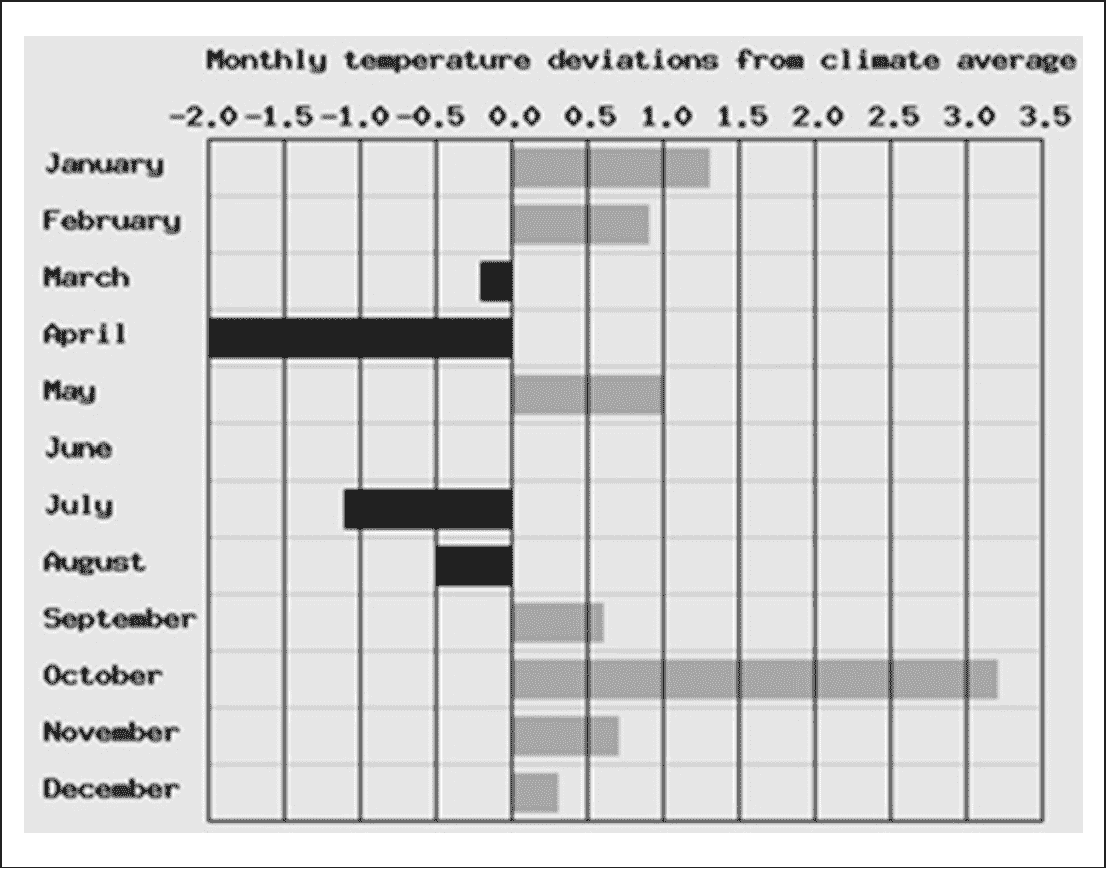 Monthly temperature deviations from climate average
-2.0 -1.5 -1.0 -0.5 0.0 0.5 1.0 1.5 2.0 2.5 3.0 3.5
January
February
March
April
May
June
July
August
September
October
November
December